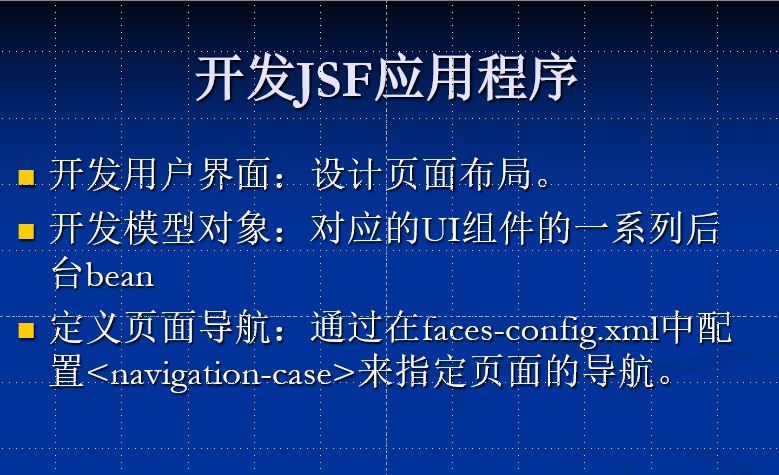 开发JSF应用程序
开发用户界面：设计页面布局。
开发模型对象：对应的UI组件的一系列后
台bean
定义页面导航：通过在faces-config.xml中配
置<navigation-case>来指定页面的导航。